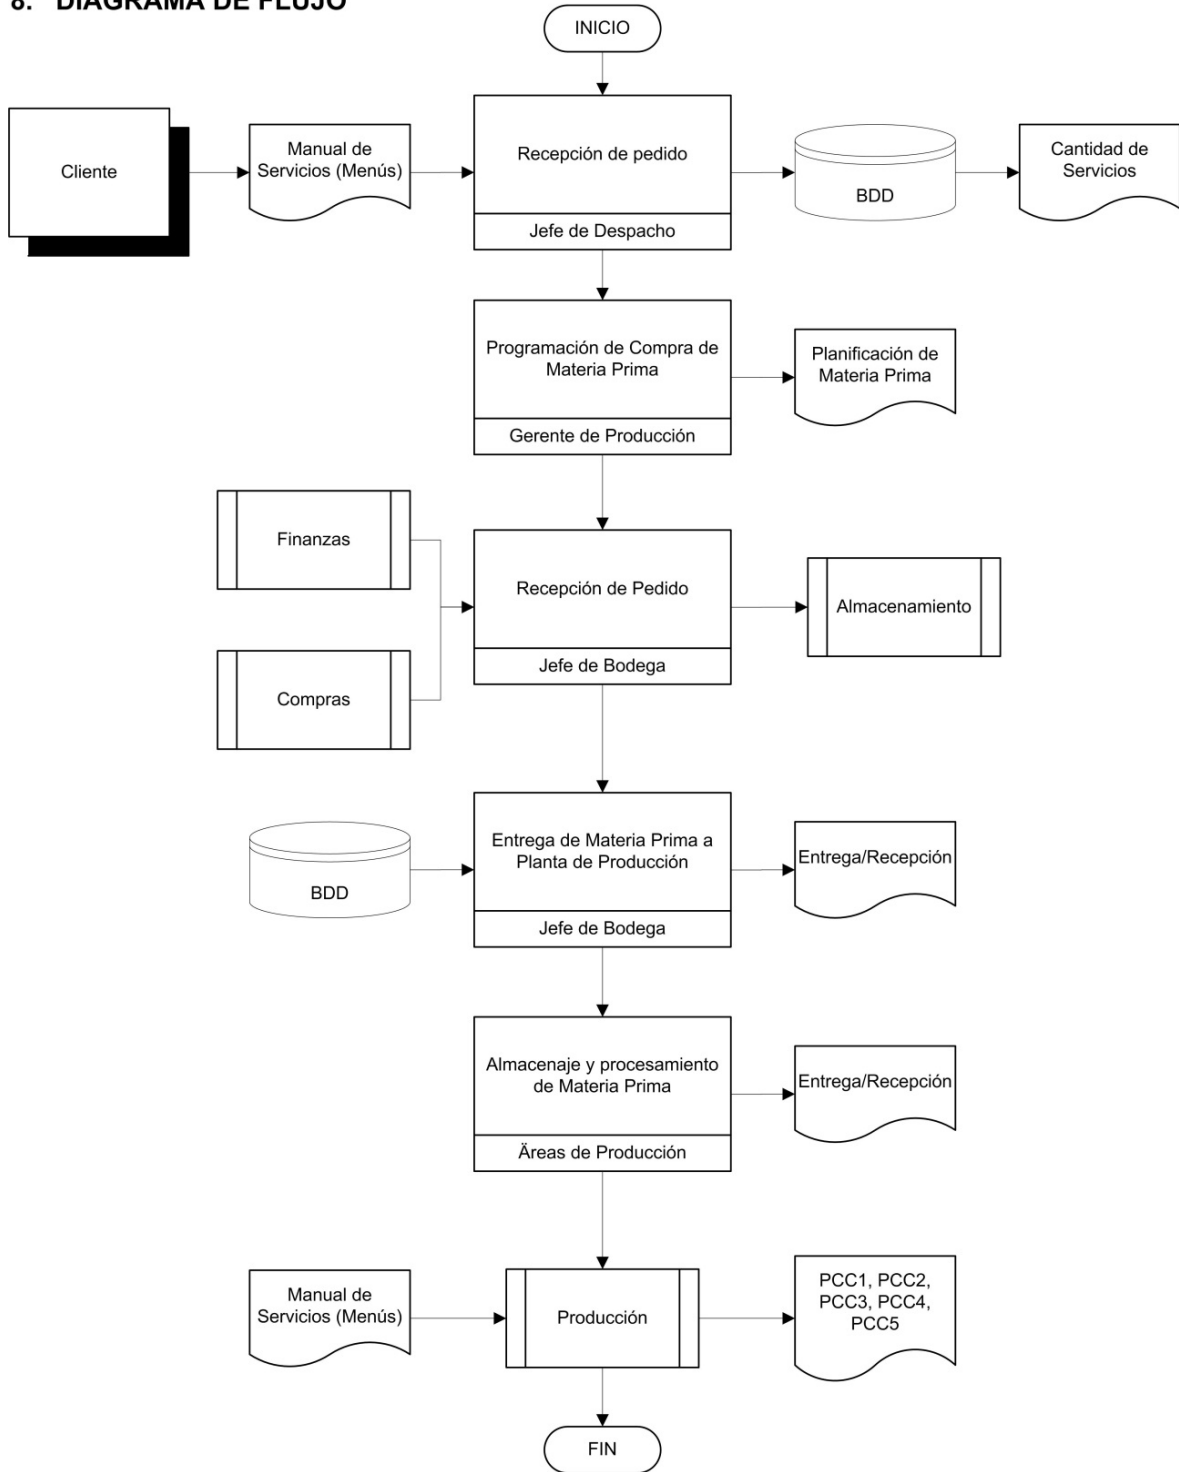 8. DIAGRAMA DE FLUJO
INICIO
Cliente
Manual de
Servicios (Menús)
Recepción de pedido
Jefe de Despacho
BDD
Cantidad de
Servicios
Programación de Compra de
Materia Prima
Gerente de Producción
Planificación de
Materia Prima
Finanzas
Compras
Recepción de Pedido
Jefe de Bodega
Almacenamiento
BDD
Entrega de Materia Prima a
Planta de Producción
Jefe de Bodega
Entrega/Recepción
Almacenaje y procesamiento
de Materia Prima
Äreas de Producción
Entrega/Recepción
Manual de
Servicios (Menús)
Producción
PCC1, PCC2,
PCC3, PCC4,
PCC5
FIN